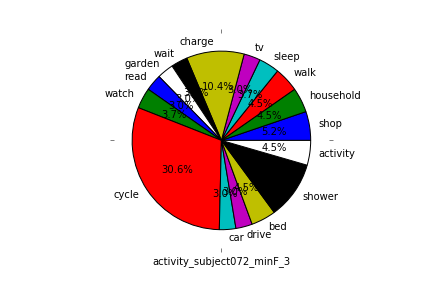 charge
tv
wait
sleep
garden
walk
read
household
watch
shop
activity
cycle
shower
bed
drive
car
10.4%
4.5%
4.5%
5.2%
4.5%
3.7%
30.6%
3.0%
activity_subject072_minF_3